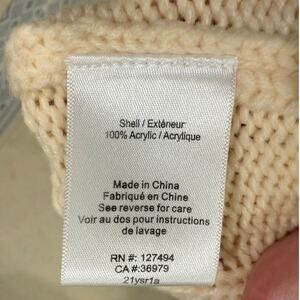 Shell / Extérieur
100% Acrylic / Acrylique
Made in China
Fabriqué en Chine
See reverse for care
Voir au dos pour instructions
de lavage
RN #: 127494
CA #: 36979
21ysr1a